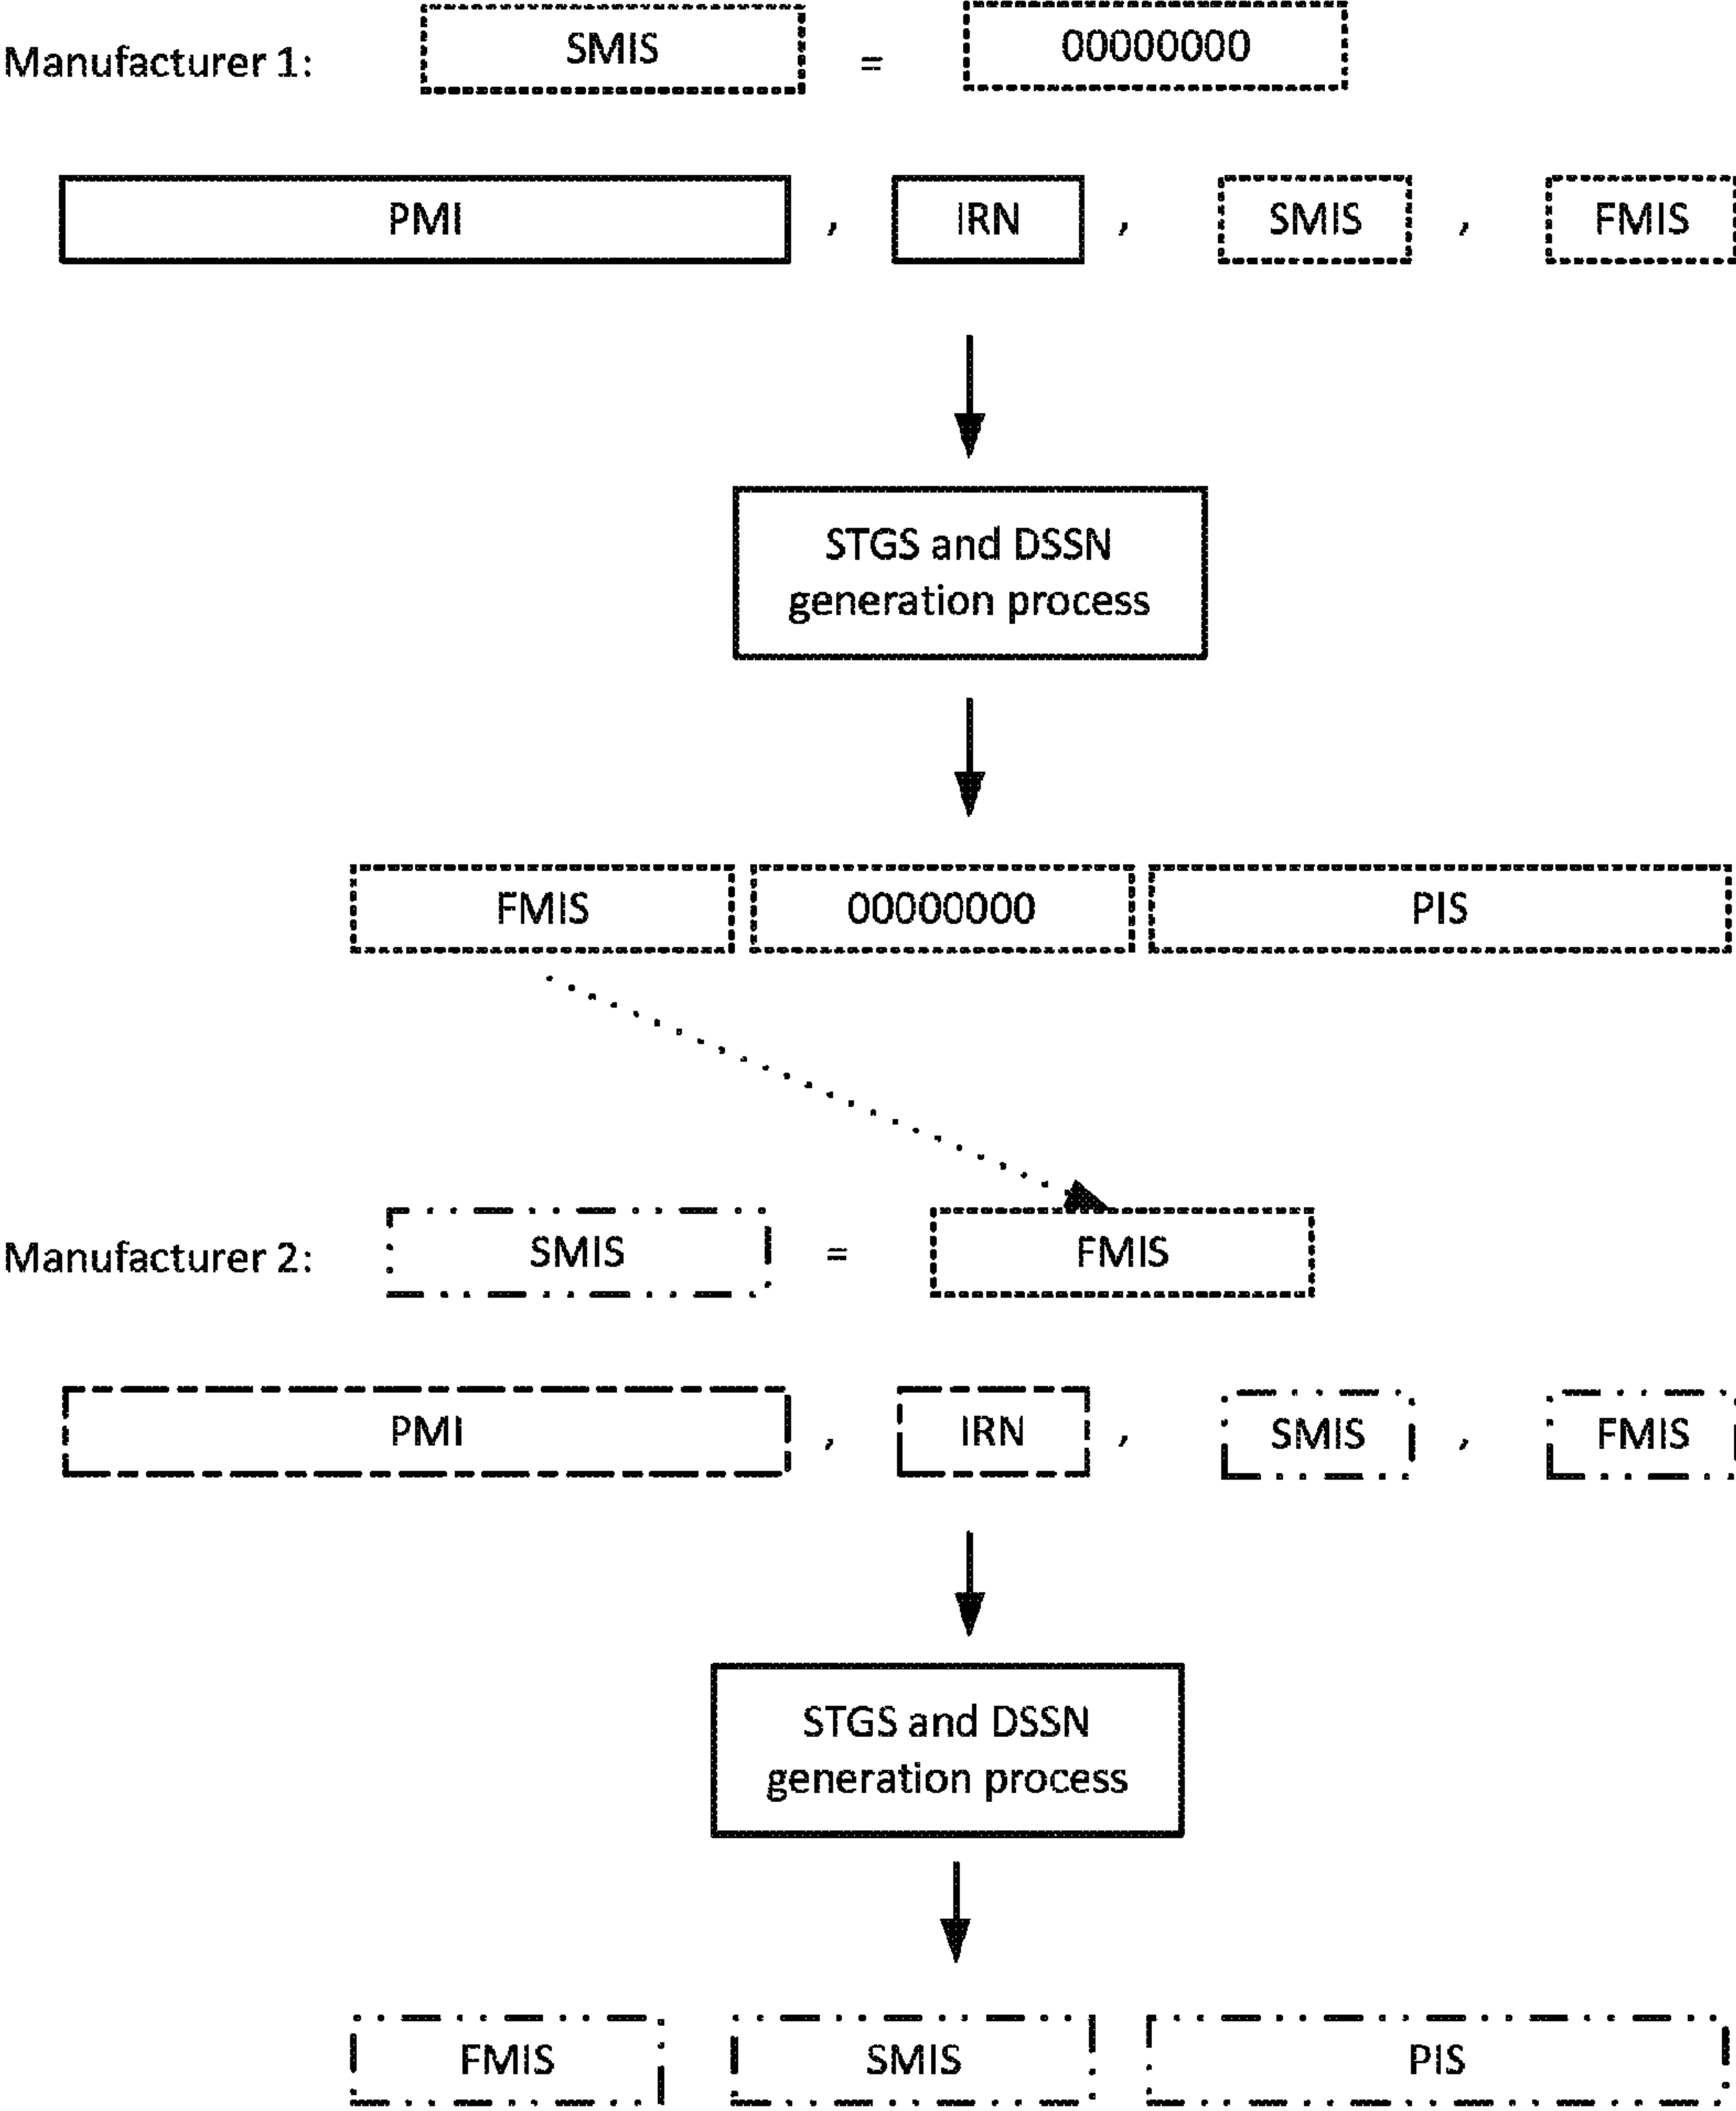 Manufacturer 1: SMIS = 00000000
PMI , IRN , SMIS , FMIS
STGS and DSSN
generation process
FMIS 00000000 PIS
Manufacturer 2: SMIS = FMIS
PMI , IRN , SMIS , FMIS
STGS and DSSN
generation process
FMIS SMIS PIS